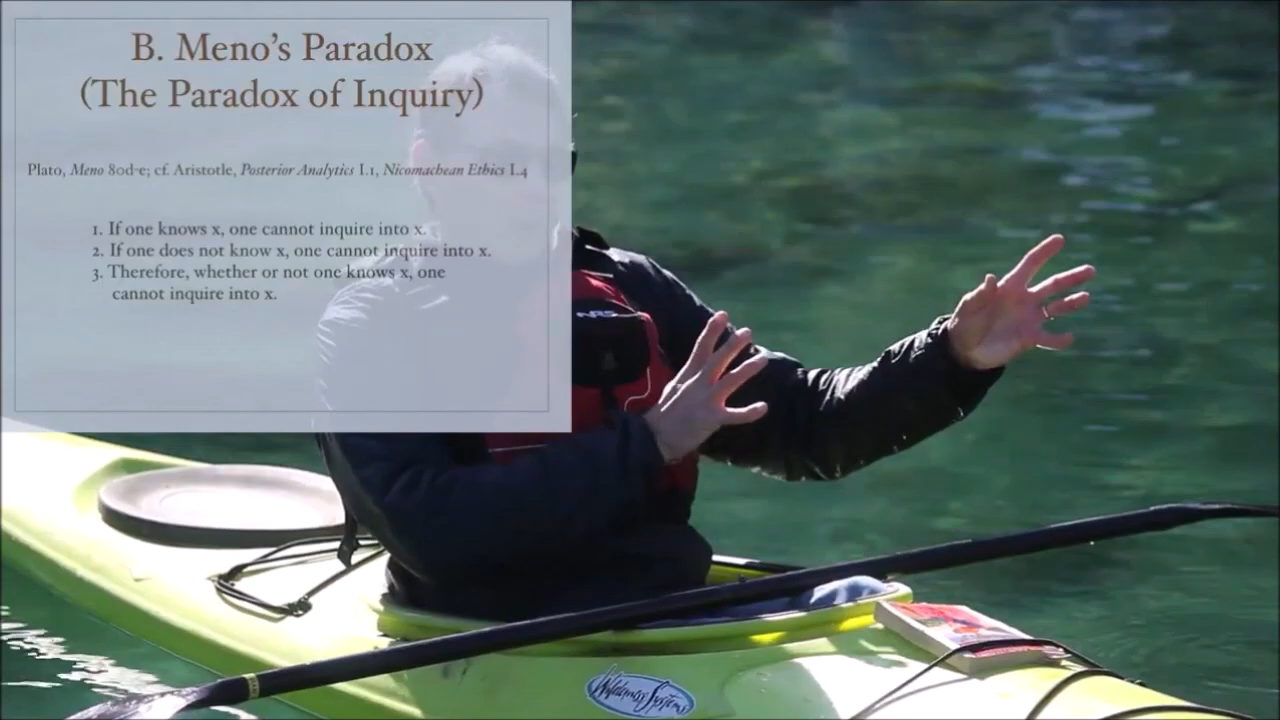 B. Meno's Paradox
(The Paradox of Inquiry)
Plato, Meno 80d-e; cf. Aristotle, Posterior Analytics I.1, Nicomachean Ethics I.4
1. If one knows x, one cannot inquire into x.
2. If one does not know x, one cannot inquire into x.
3. Therefore, whether or not one knows x, one
cannot inquire into x.
NRS
Wilderness Systems